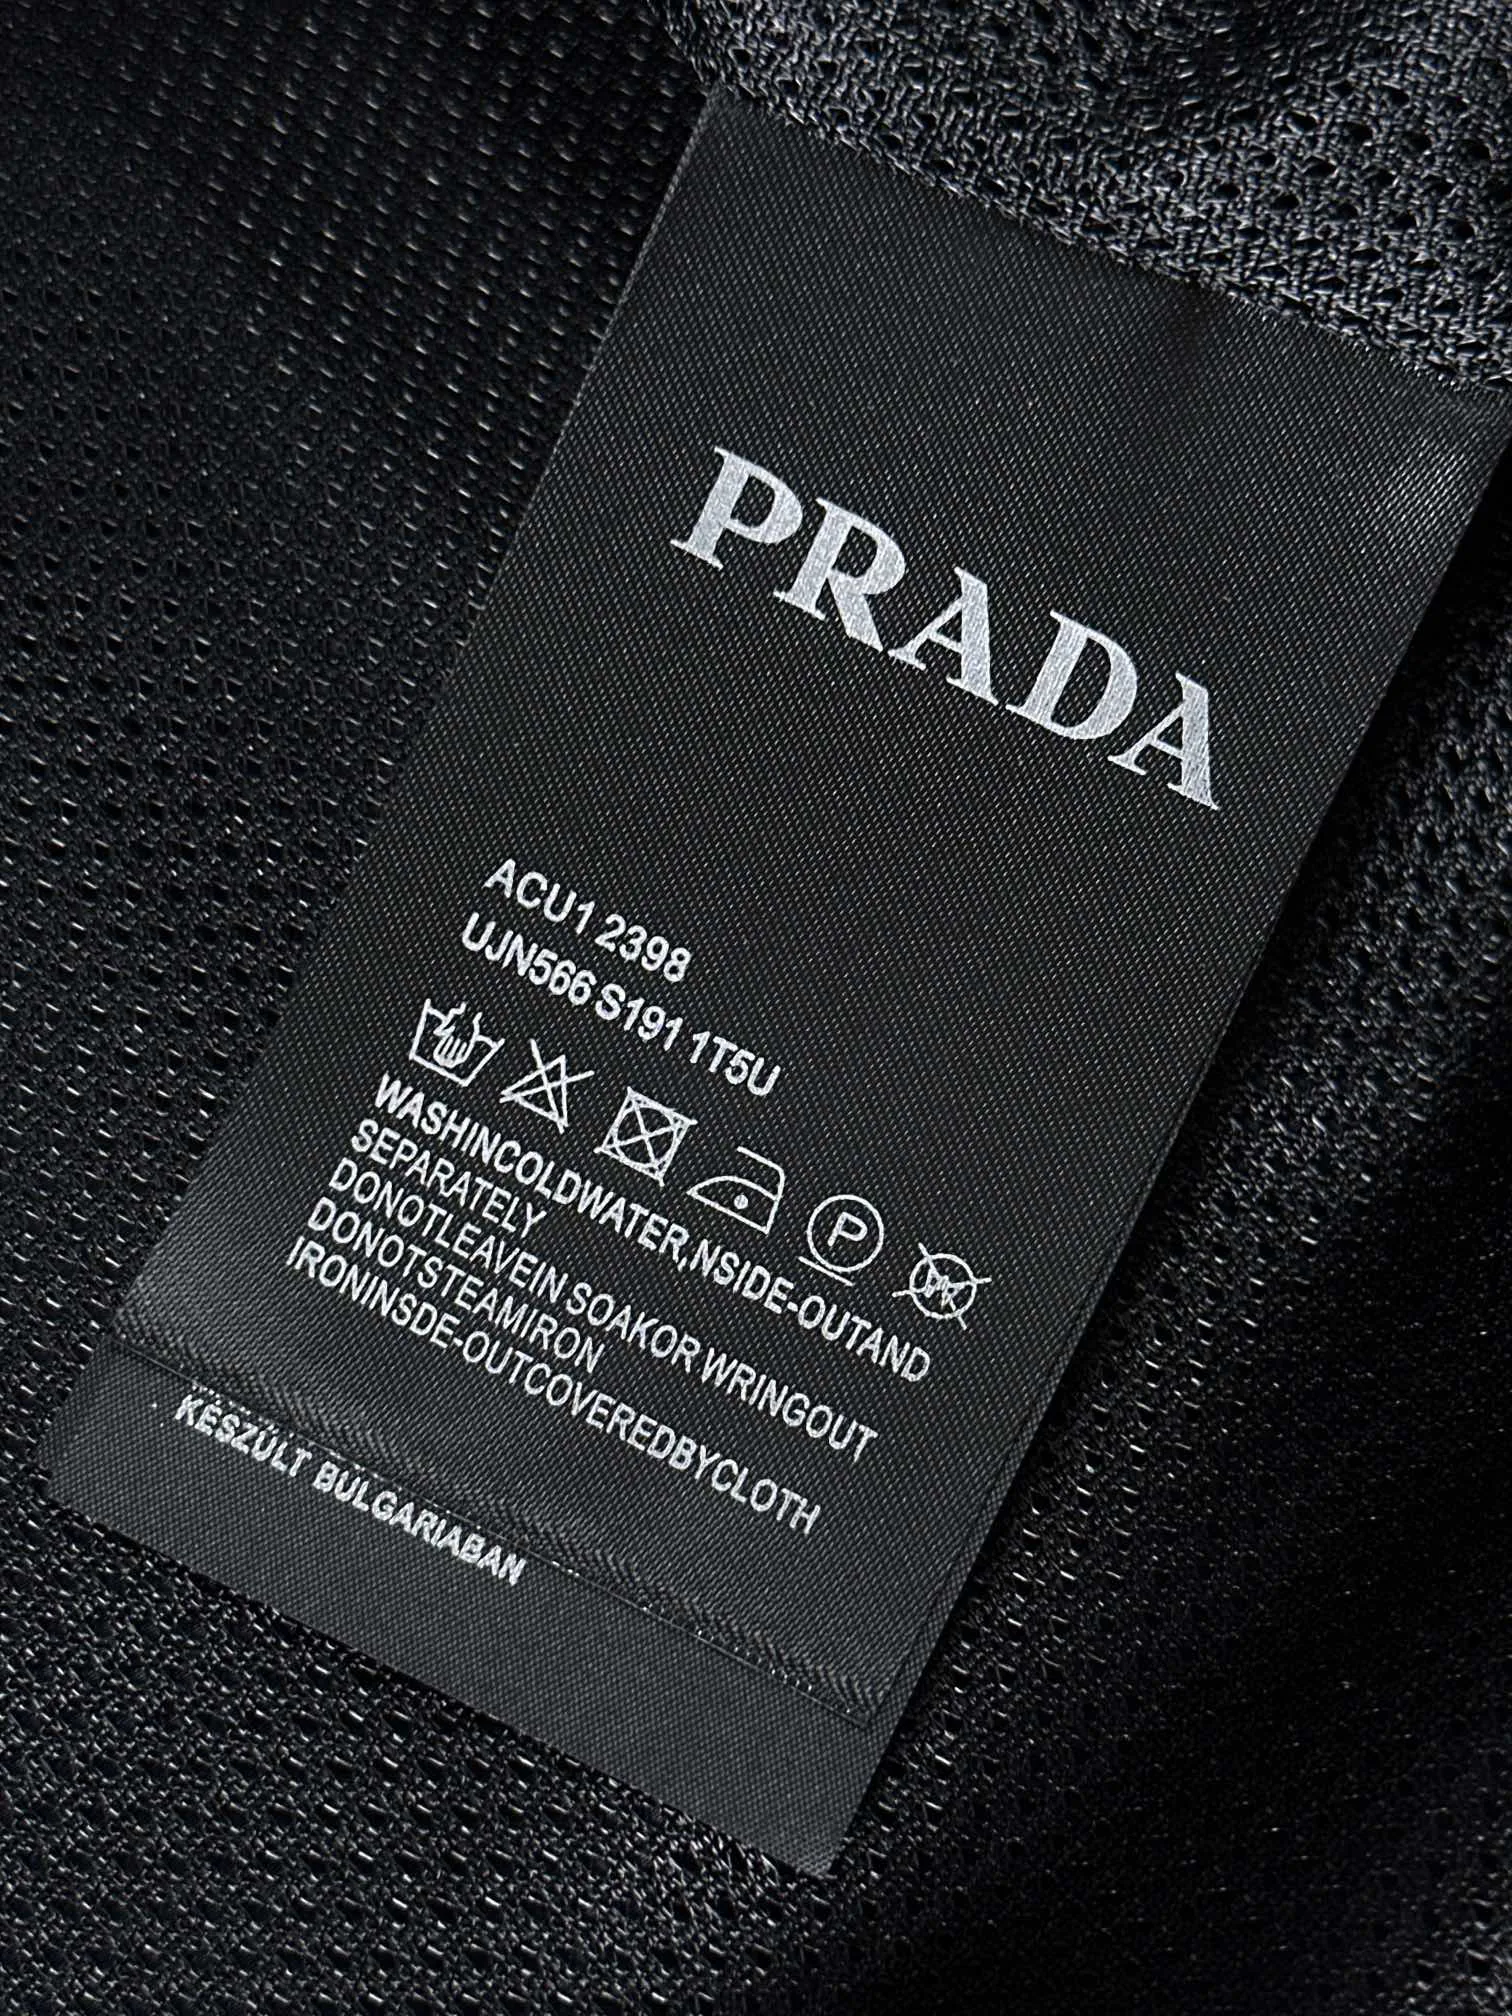 PRADA
ACU1 2398
UJN566 S191 1T5U
P
WASHINCOLDWATER,NSIDE-OUTAND
SEPARATELY
DONOTLEAVEIN SOAKOR WRINGOUT
DONOTSTEAMIRON
IRONINSDE-OUTCOVEREDBYCLOTH
KÉSZÜLT BULGARIABAN